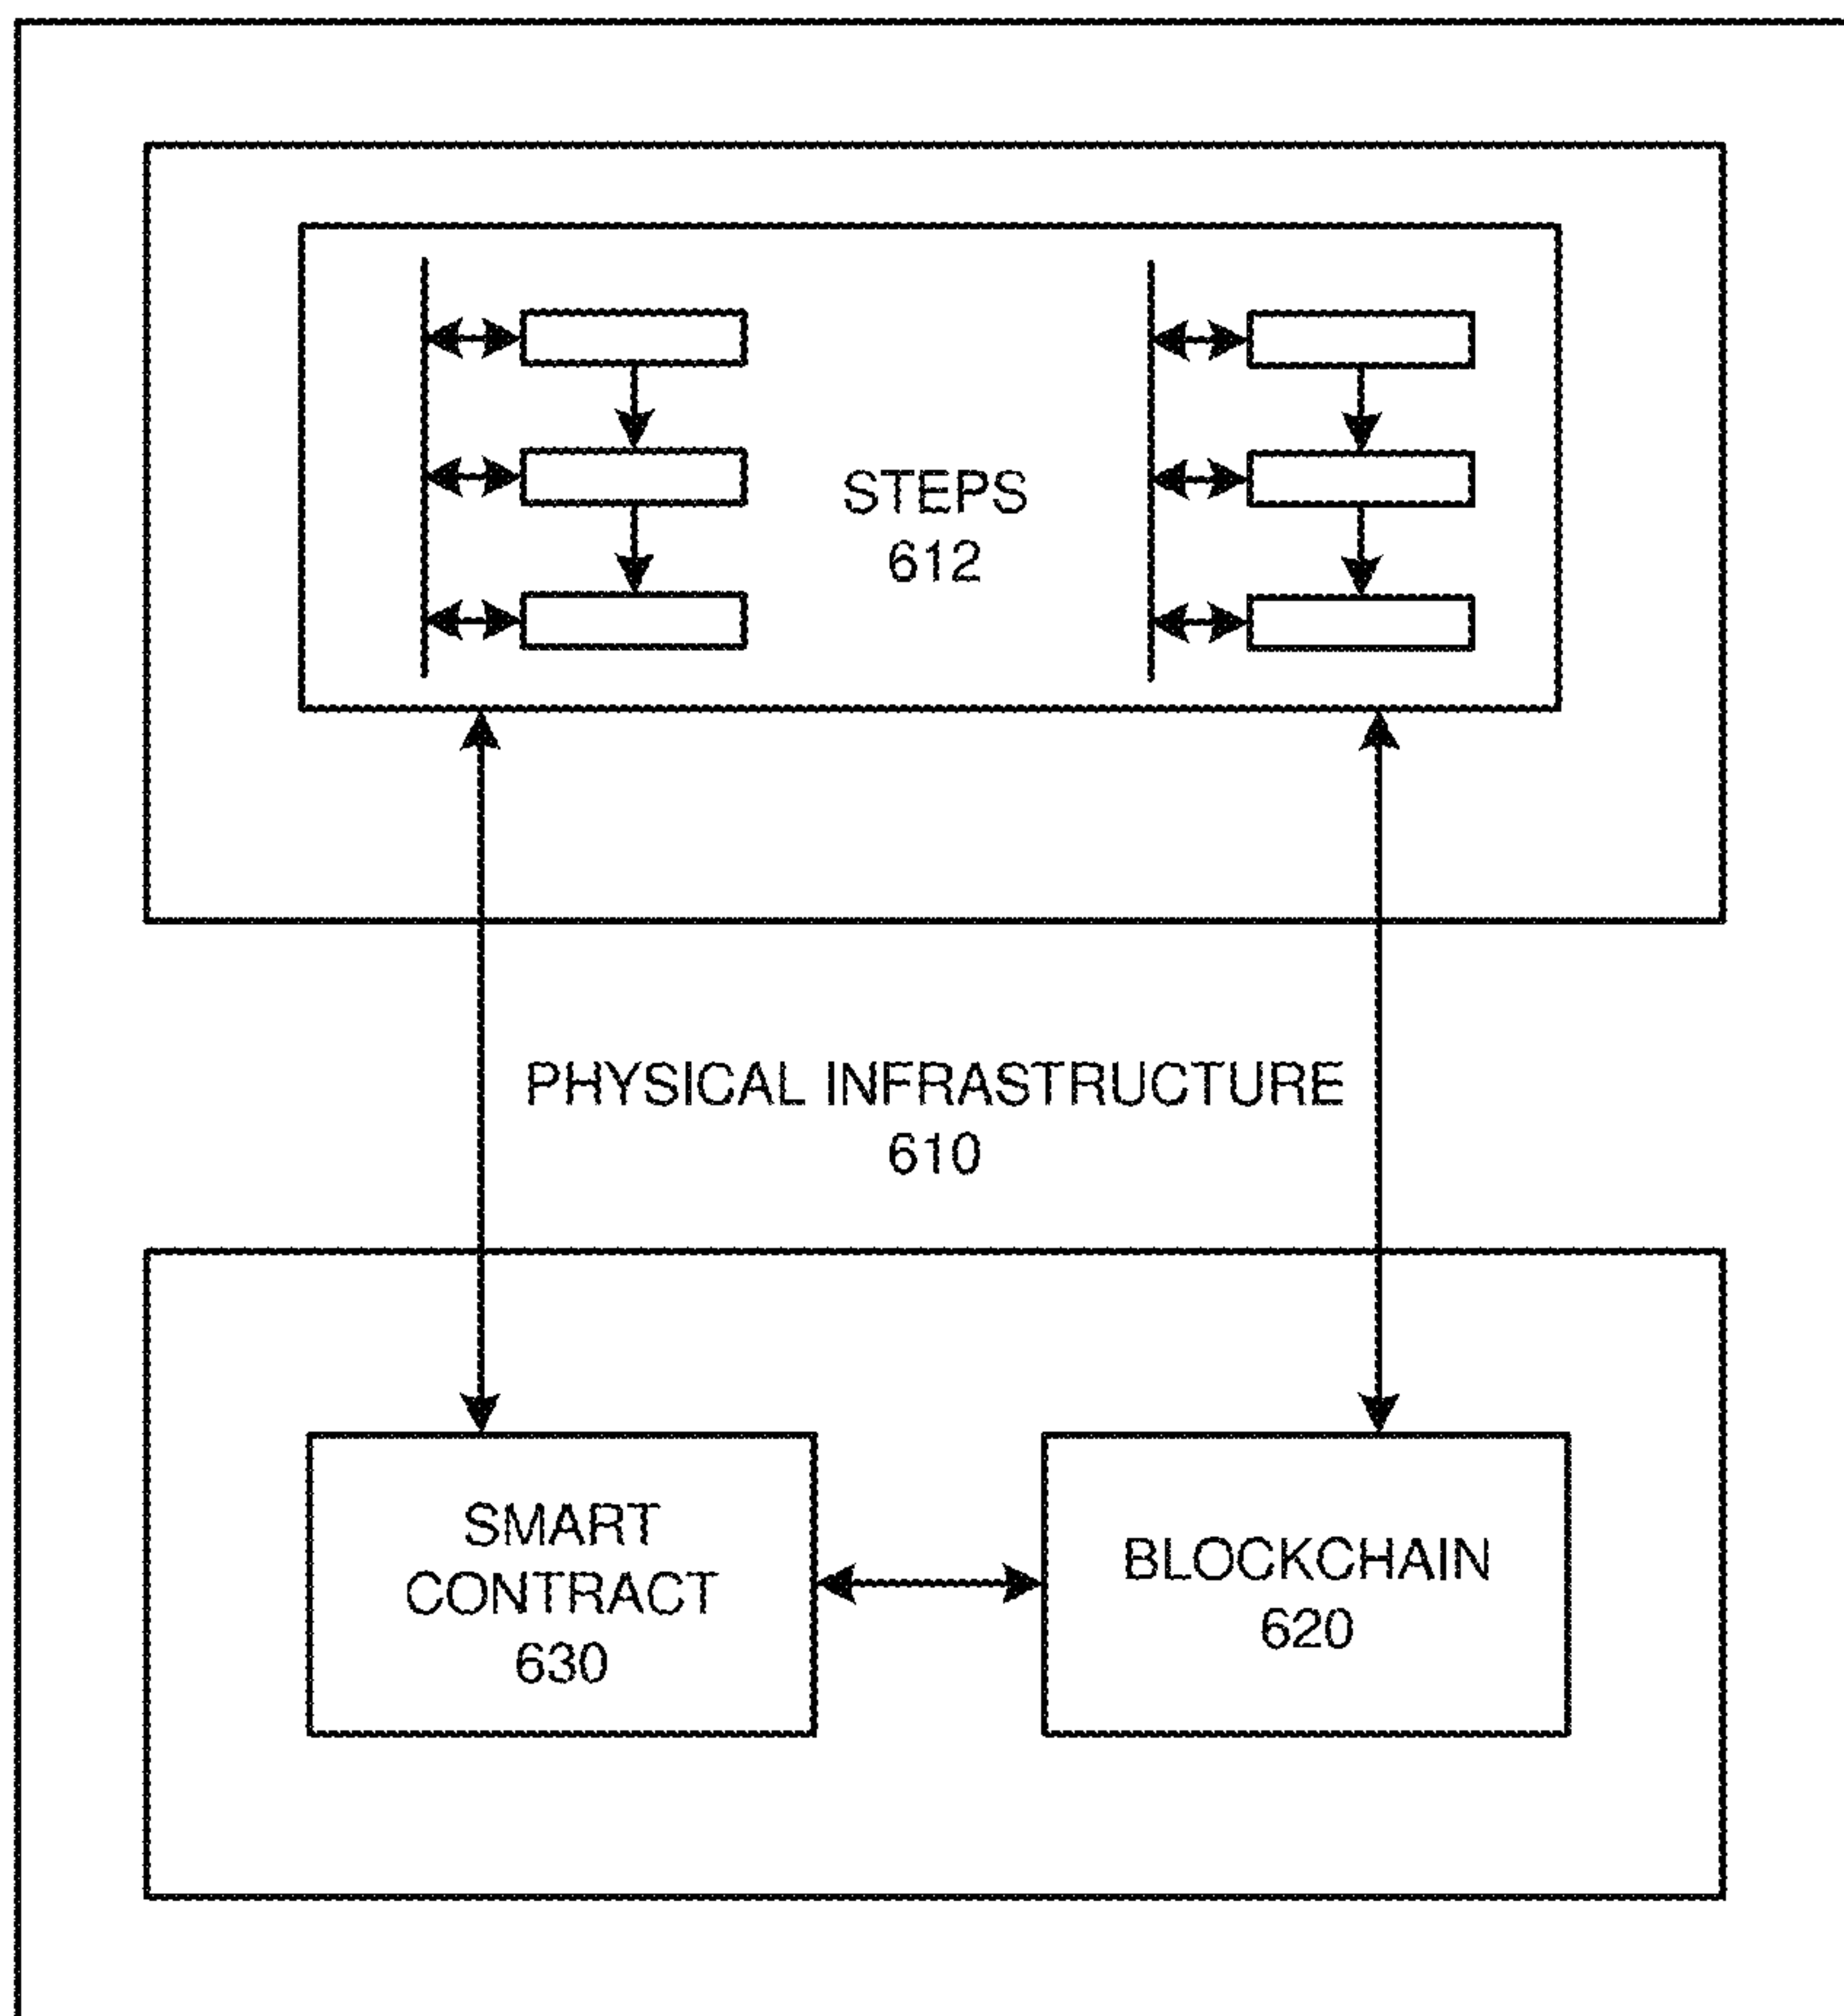 STEPS
612
PHYSICAL INFRASTRUCTURE
610
SMART
CONTRACT
630
BLOCKCHAIN
620